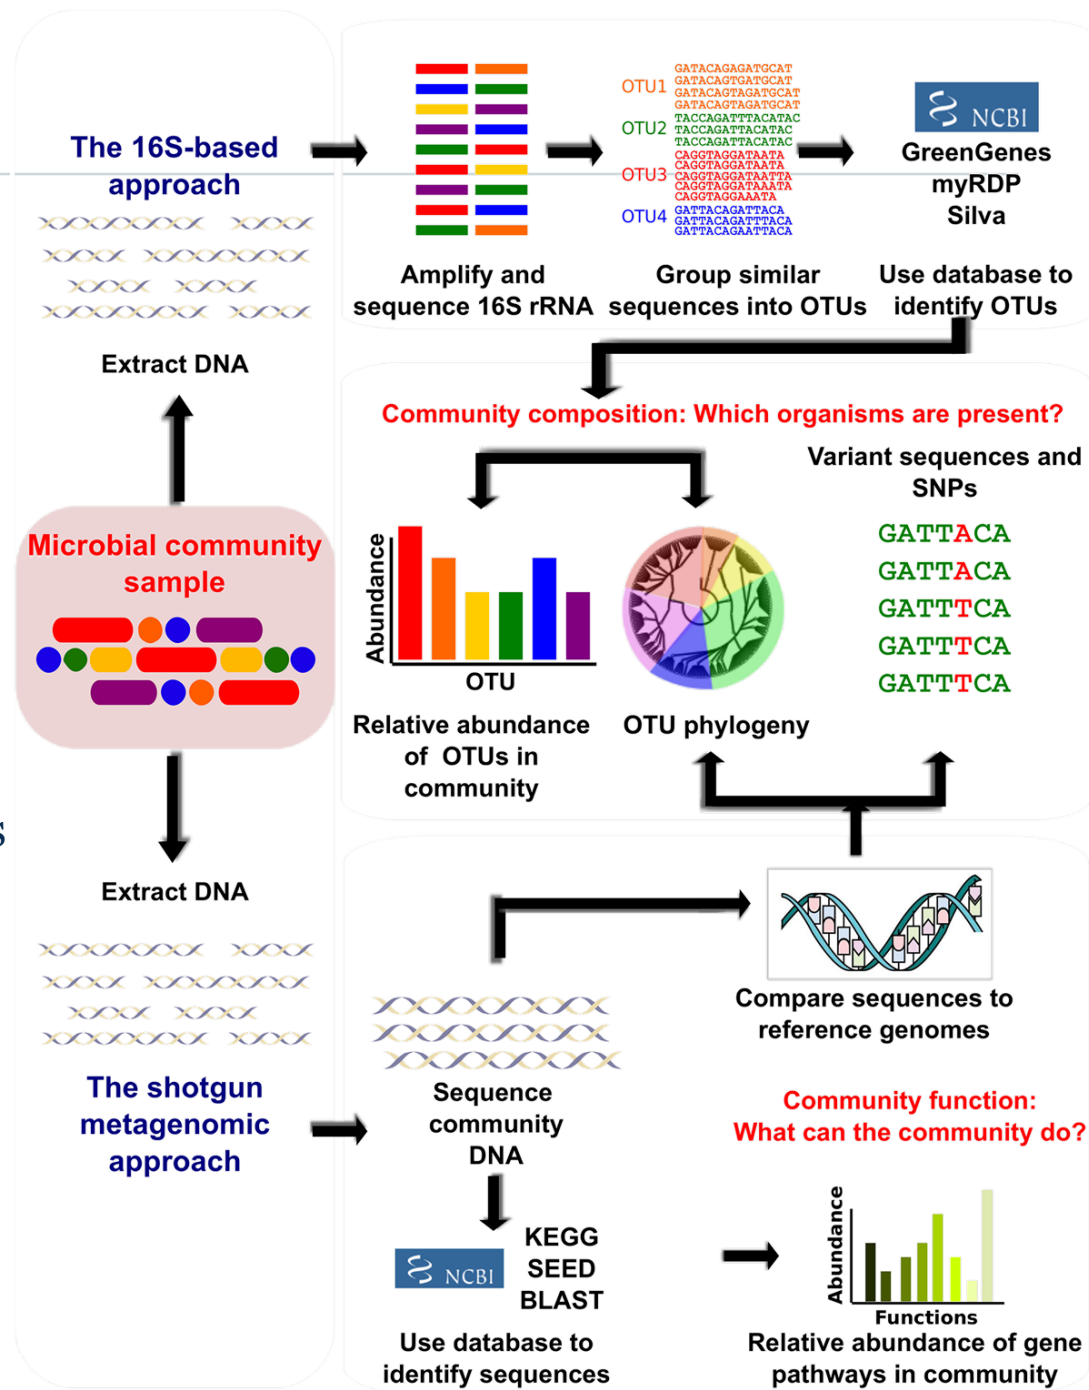 The 16S-based
approach
Extract DNA
Microbial community
sample
Extract DNA
The shotgun
metagenomic
approach
s
Amplify and
sequence 16S rRNA
OTU1
GATACAGAGATGCAT
GATACAGTGATGCAT
GATACAGTAGATGCAT
GATACAGTAGATGCAT
OTU2
TACCAGATTTACATAC
TACCAGATTACATAC
TACCAGATTACATAC
OTU3
CAGGTAGGATAATA
CAGGTAGGATAATA
CAGGTAGGATAATTA
CAGGTAGGATAAATA
CAGGTAGGAAATA
OTU4
GATTACAGATTACA
GATTACAGATTTACA
GATTACAGAATTACA
Group similar
sequences into OTUs
NCBI
GreenGenes
myRDP
Silva
Use database to
identify OTUs
Community composition: Which organisms are present?
Abundance
OTU
Relative abundance
of OTUs in
community
OTU phylogeny
Variant sequences and
SNPs
GATTACA
GATTACA
GATTTCA
GATTTCA
GATTTCA
Sequence
community
DNA
NCBI
KEGG
SEED
BLAST
Use database to
identify sequences
Compare sequences to
reference genomes
Community function:
What can the community do?
Abundance
Functions
Relative abundance of gene
pathways in community